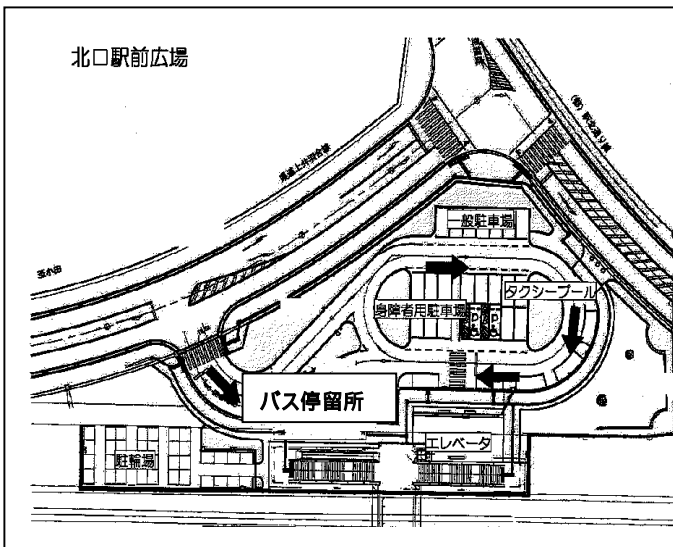 北口駅前広場
一般駐車場
タクシープール
身障者用駐車場
バス停留所
エレベータ
駐輪場